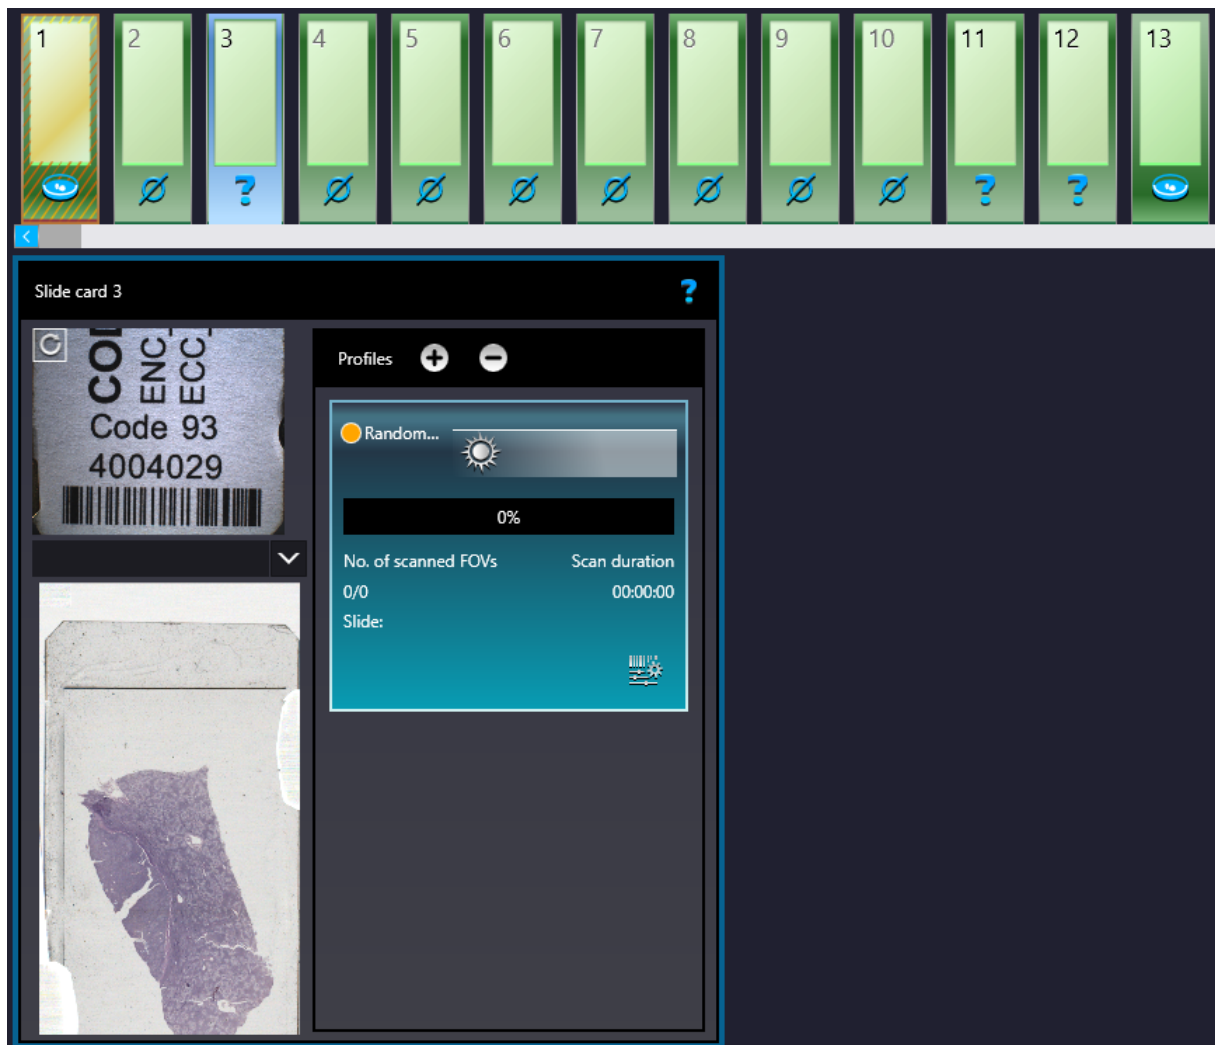 1 2 3 4 5 6 7 8 9 10 11 12 13
Slide card 3
ENC
ECC
Code 93
4004029
Profiles
Random...
0%
No. of scanned FOVs Scan duration
0/0 00:00:00
Slide: